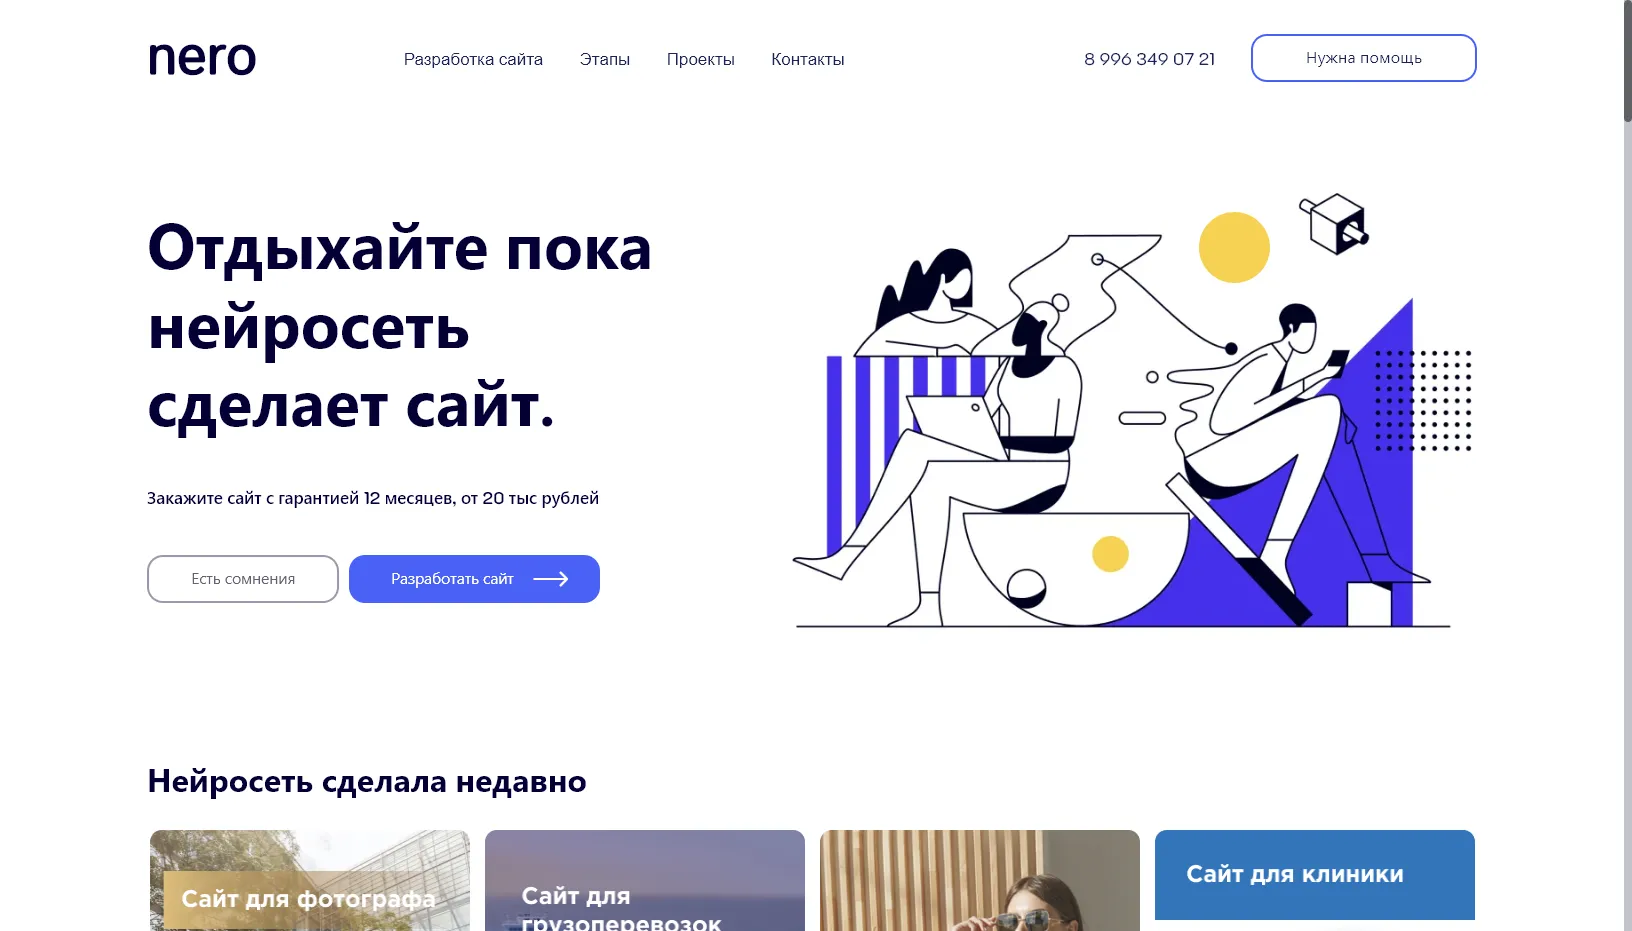 nero
Разработка сайта
Этапы
Проекты
Контакты
8 996 349 07 21
Нужна помощь
Отдыхайте пока
нейросеть
сделает сайт.
Закажите сайт с гарантией 12 месяцев, от 20 тыс рублей
Есть сомнения
Разработать сайт
Нейросеть сделала недавно
Сайт для фотографа
Сайт для
грузоперевозок
Сайт для клиники